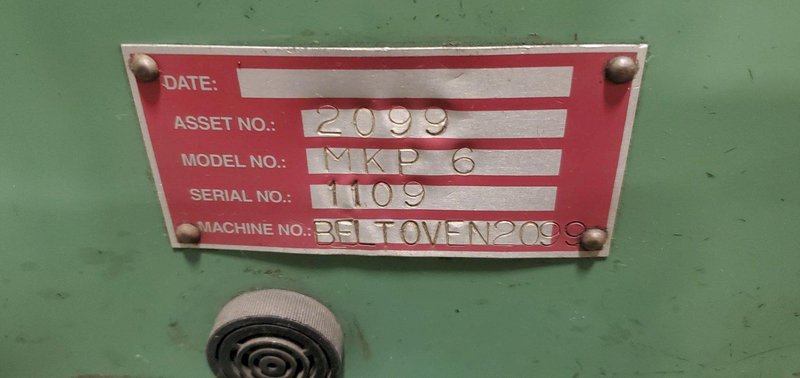 DATE:
ASSET NO.: 2099
MODEL NO.: MKP 6
SERIAL NO.: 1109
MACHINE NO.: BELTOVEN2099